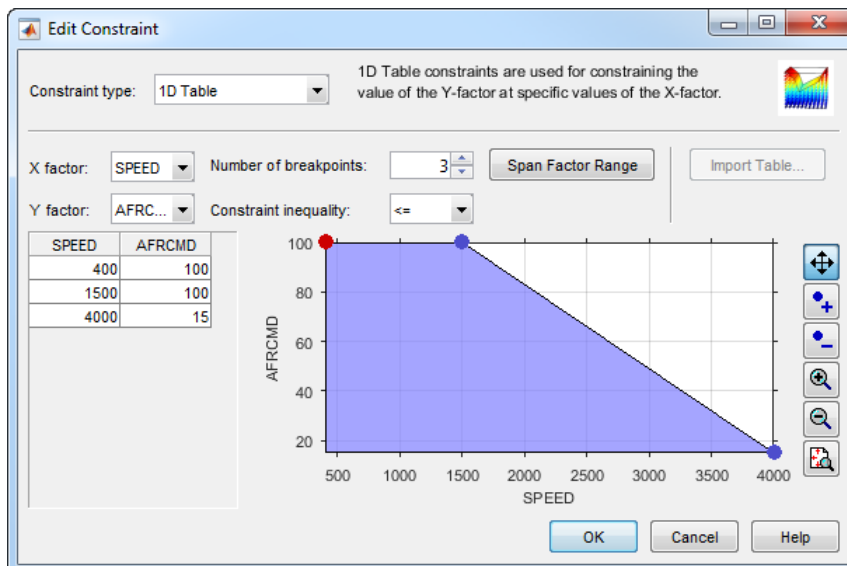 Edit Constraint
Constraint type: 1D Table
1D Table constraints are used for constraining the
value of the Y-factor at specific values of the X-factor.
X factor: SPEED Number of breakpoints: 3 Span Factor Range Import Table...
Y factor: AFRC... Constraint inequality: <=
SPEED AFRCMD
400 100
1500 100
4000 15
100
80
60
40
20
AFRCMD
500 1000 1500 2000 2500 3000 3500 4000
SPEED
OK Cancel Help